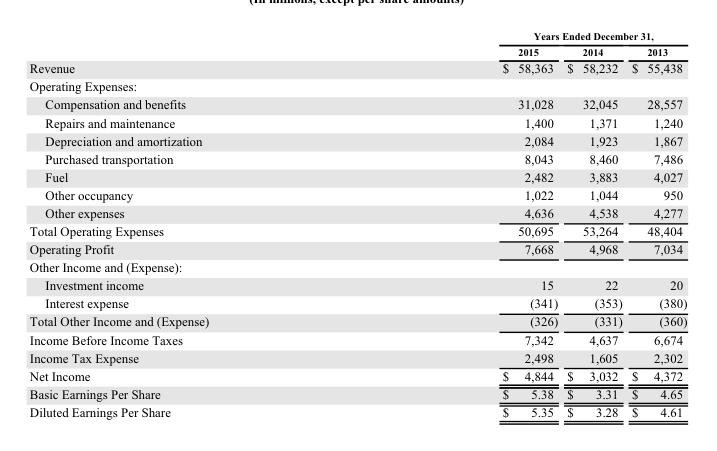 (In millions, except per share amounts)
Years Ended December 31,
2015 2014 2013
Revenue $ 58,363 $ 58,232 $ 55,438
Operating Expenses:
Compensation and benefits 31,028 32,045 28,557
Repairs and maintenance 1,400 1,371 1,240
Depreciation and amortization 2,084 1,923 1,867
Purchased transportation 8,043 8,460 7,486
Fuel 2,482 3,883 4,027
Other occupancy 1,022 1,044 950
Other expenses 4,636 4,538 4,277
Total Operating Expenses 50,695 53,264 48,404
Operating Profit 7,668 4,968 7,034
Other Income and (Expense):
Investment income 15 22 20
Interest expense (341) (353) (380)
Total Other Income and (Expense) (326) (331) (360)
Income Before Income Taxes 7,342 4,637 6,674
Income Tax Expense 2,498 1,605 2,302
Net Income $ 4,844 $ 3,032 $ 4,372
Basic Earnings Per Share $ 5.38 $ 3.31 $ 4.65
Diluted Earnings Per Share $ 5.35 $ 3.28 $ 4.61